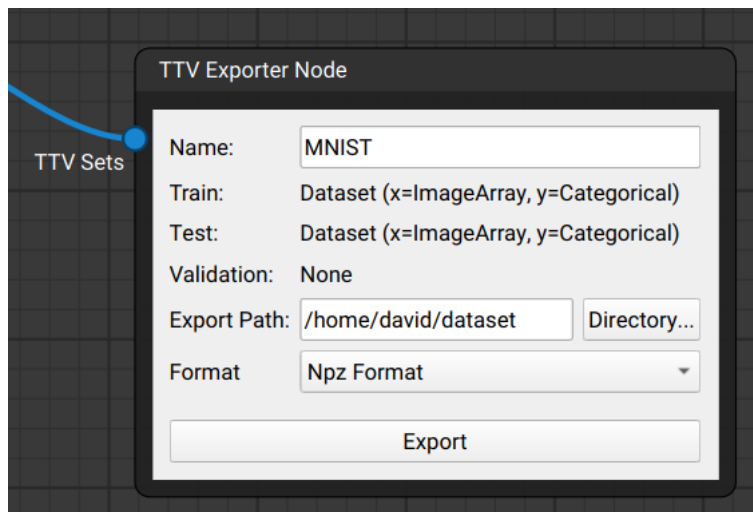 TTV Exporter Node
TTV Sets
Name: MNIST
Train: Dataset (x=ImageArray, y=Categorical)
Test: Dataset (x=ImageArray, y=Categorical)
Validation: None
Export Path: /home/david/dataset Directory...
Format Npz Format
Export